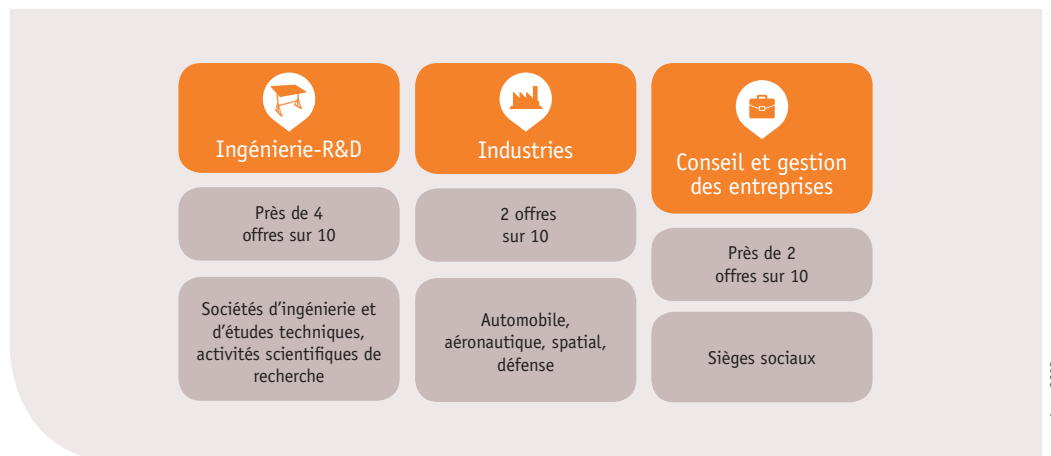 Ingénierie-R&D
Près de 4
offres sur 10
Sociétés d'ingénierie et
d'études techniques,
activités scientifiques de
recherche
Industries
2 offres
sur 10
Automobile,
aéronautique, spatial,
défense
Conseil et gestion
des entreprises
Près de 2
offres sur 10
Sièges sociaux